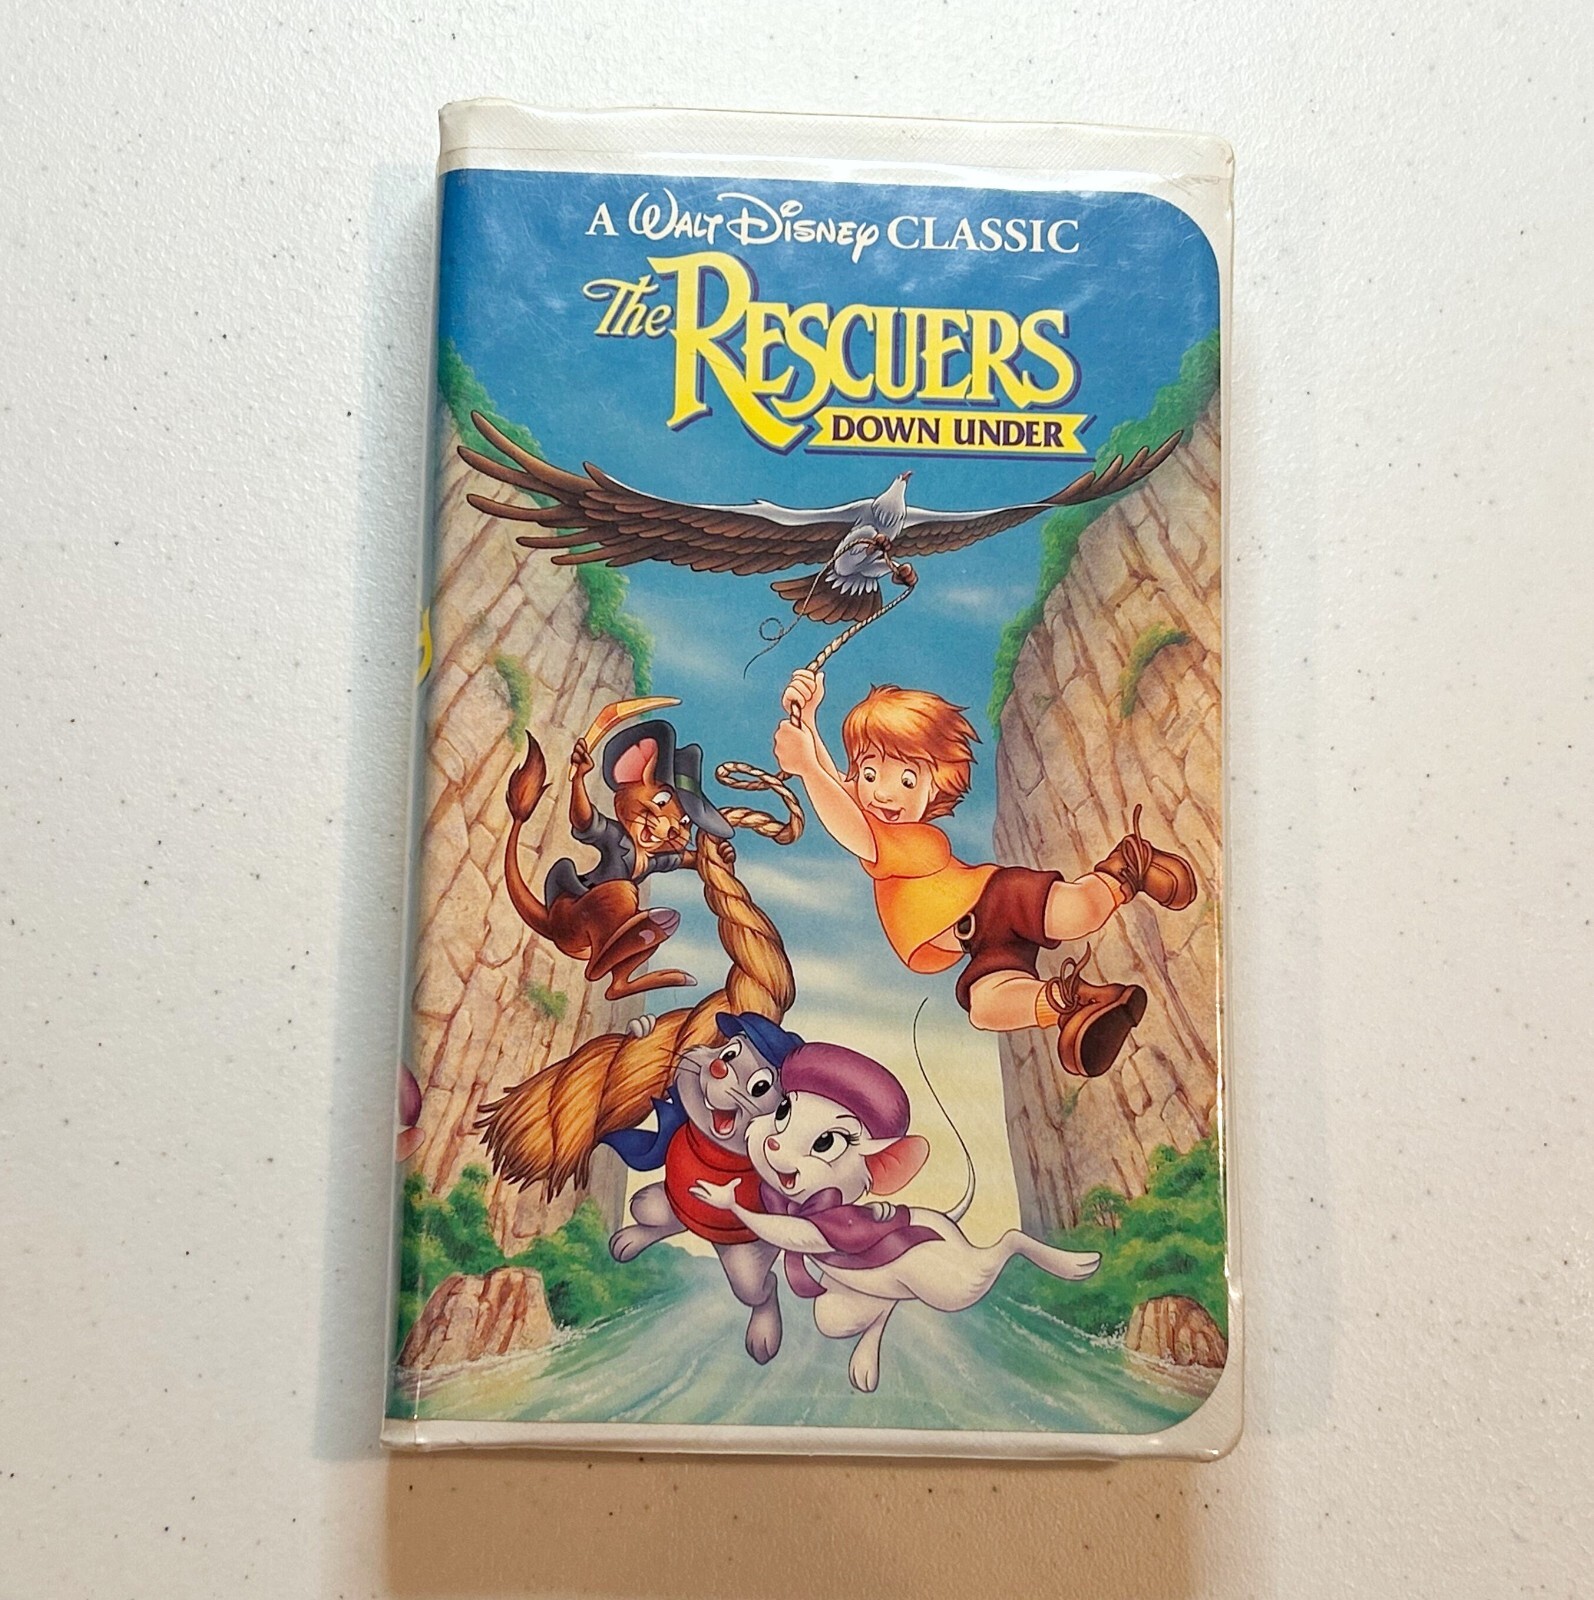 A WALT DISNEY CLASSIC
The RESCUERS
DOWN UNDER